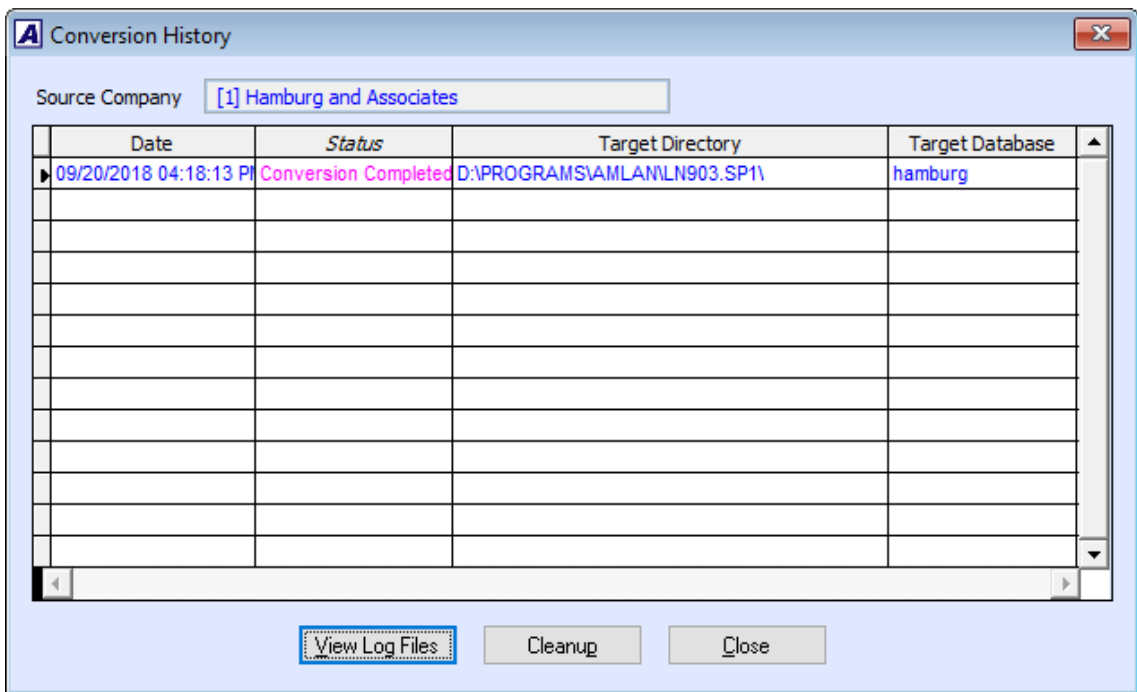 A Conversion History
Source Company [1] Hamburg and Associates
Date Status Target Directory Target Database
09/20/2018 04:18:13 PM Conversion Completed D:\PROGRAMS\AMLAN\LN903.SP1\ hamburg
View Log Files Cleanup Close